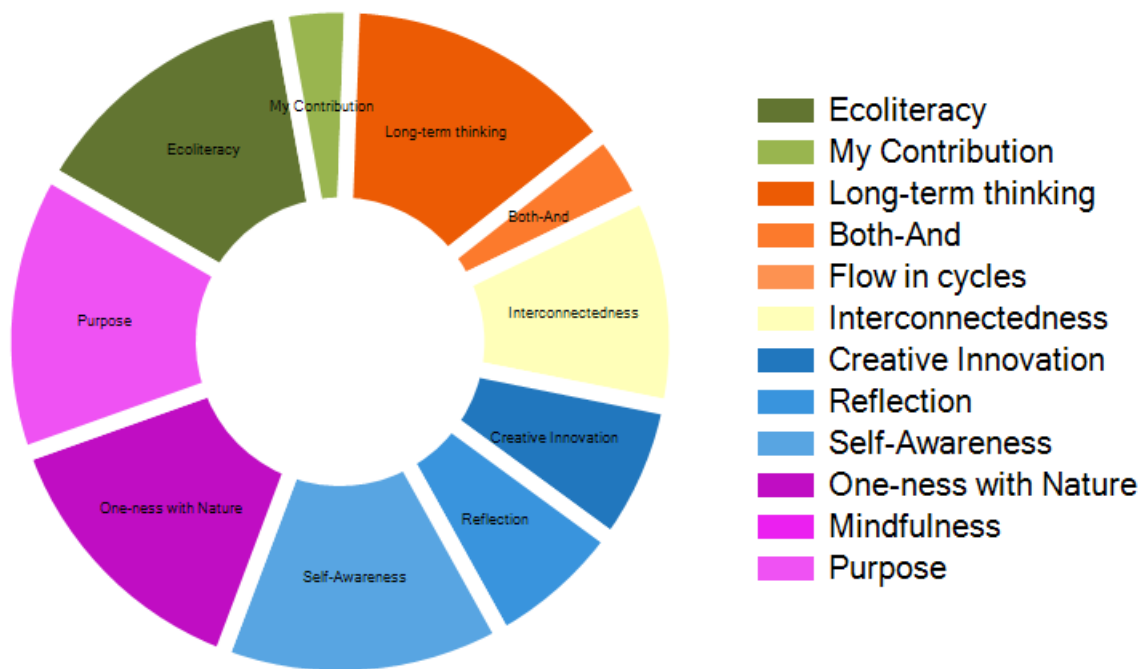 My Contribution
Long-term thinking
Ecoliteracy
Both-And
Interconnectedness
Purpose
Creative Innovation
One-ness with Nature
Reflection
Self-Awareness
Ecoliteracy
My Contribution
Long-term thinking
Both-And
Flow in cycles
Interconnectedness
Creative Innovation
Reflection
Self-Awareness
One-ness with Nature
Mindfulness
Purpose